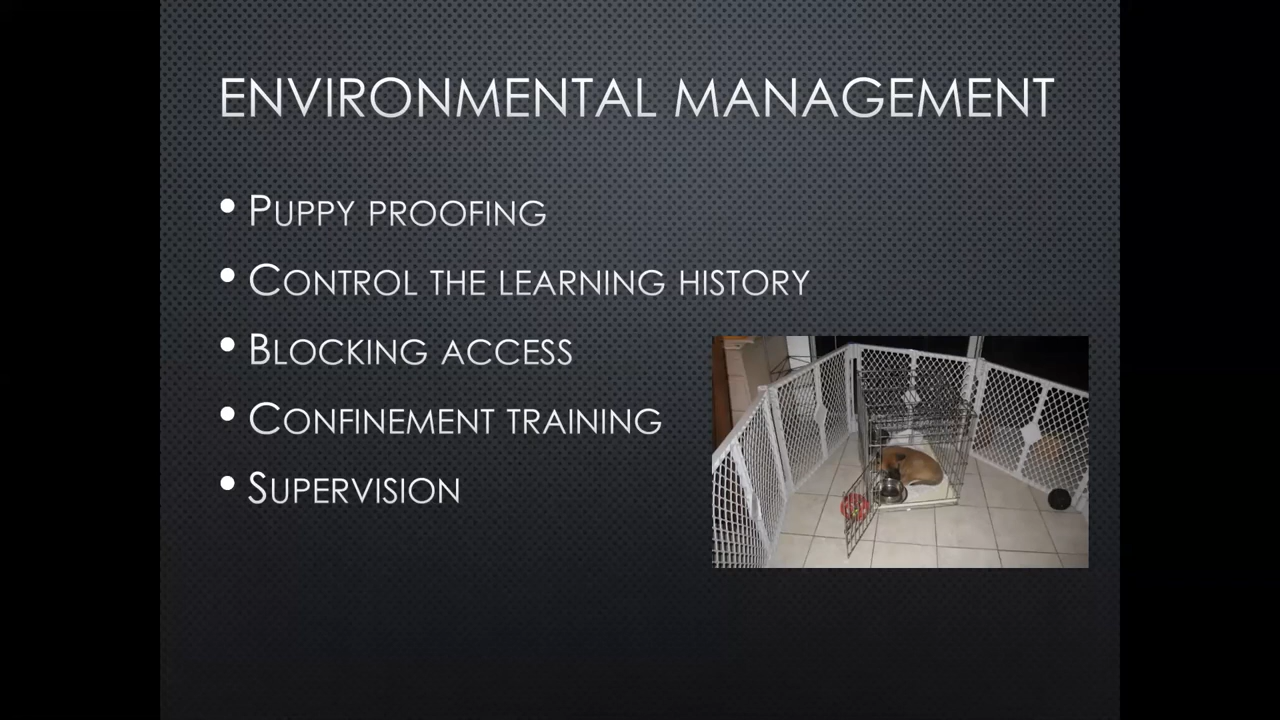 ENVIRONMENTAL MANAGEMENT
• PUPPY PROOFING
• CONTROL THE LEARNING HISTORY
• BLOCKING ACCESS
• CONFINEMENT TRAINING
• SUPERVISION